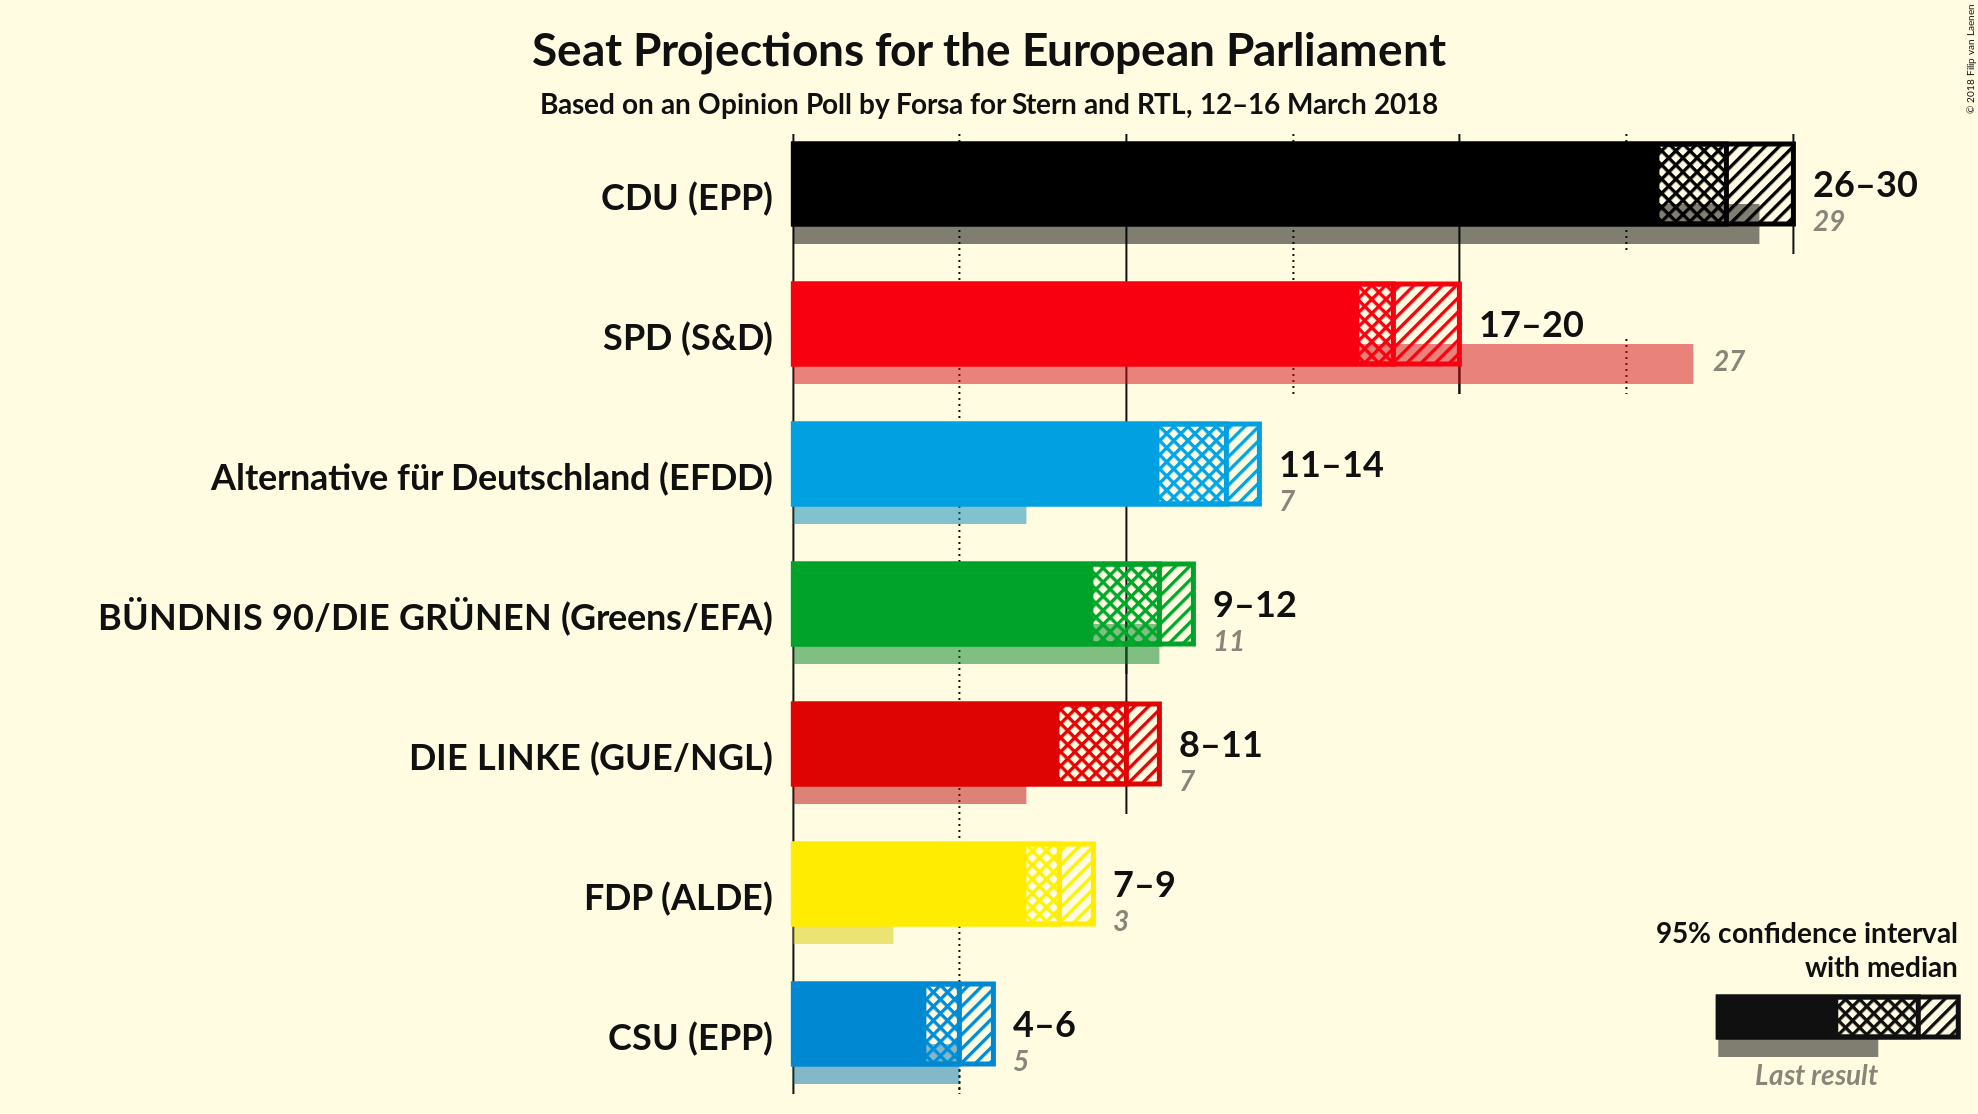 Seat Projections for the European Parliament
Based on an Opinion Poll by Forsa for Stern and RTL, 12–16 March 2018
© 2018 Filip van Laenen
CDU (EPP)
26–30
29
SPD (S&D)
17–20
27
Alternative für Deutschland (EFDD)
11–14
7
BÜNDNIS 90/DIE GRÜNEN (Greens/EFA)
9–12
11
DIE LINKE (GUE/NGL)
8–11
7
FDP (ALDE)
7–9
3
CSU (EPP)
4–6
5
95% confidence interval
with median
Last result